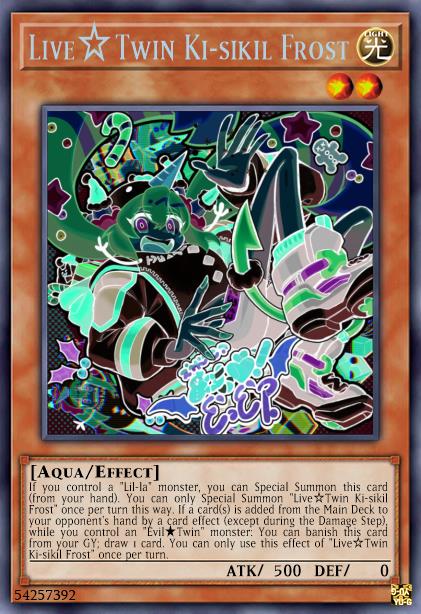 Live☆Twin Ki-sikil Frost
LIGHT
光
[Aqua/Effect]
If you control a "Lil-la" monster, you can Special Summon this card
(from your hand). You can only Special Summon "Live☆Twin Ki-sikil
Frost" once per turn this way. If a card(s) is added from the Main Deck to
your opponent's hand by a card effect (except during the Damage Step),
while you control an "Evil★Twin" monster: You can banish this card
from your GY; draw 1 card. You can only use this effect of "Live☆Twin
Ki-sikil Frost" once per turn.
ATK/ 500 DEF/ 0
54257392